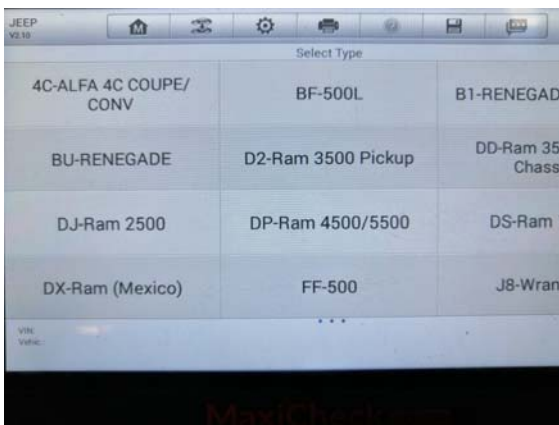 JEEP
V2.10
Select Type
4C-ALFA 4C COUPE/
CONV
BF-500L
B1-RENEGAD
BU-RENEGADE
D2-Ram 3500 Pickup
DD-Ram 35
Chass
DJ-Ram 2500
DP-Ram 4500/5500
DS-Ram
DX-Ram (Mexico)
FF-500
J8-Wran
VIN:
Vehic
MaxiCheck